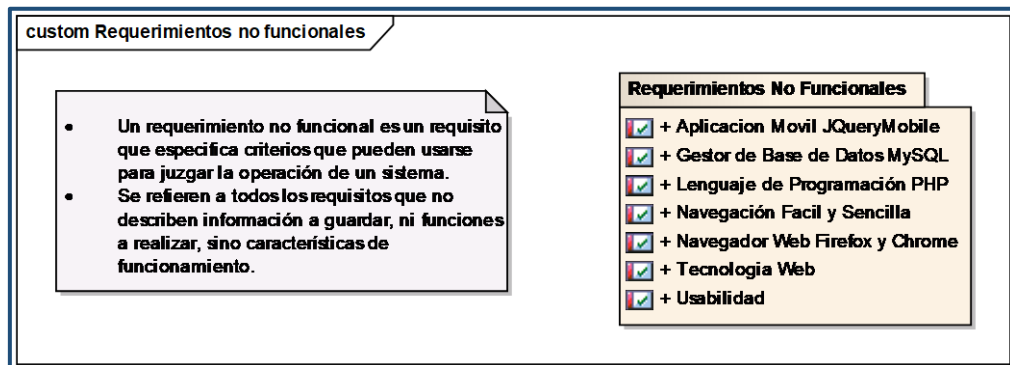 custom Requerimientos no funcionales
• Un requerimiento no funcional es un requisito
que especifica criterios que pueden usarse
para juzgar la operación de un sistema.
• Se refieren a todos los requisitos que no
describen información a guardar, ni funciones
a realizar, sino características de
funcionamiento.
Requerimientos No Funcionales
+ Aplicacion Movil JQueryMobile
+ Gestor de Base de Datos MySQL
+ Lenguaje de Programación PHP
+ Navegación Facil y Sencilla
+ Navegador Web Firefox y Chrome
+ Tecnologia Web
+ Usabilidad